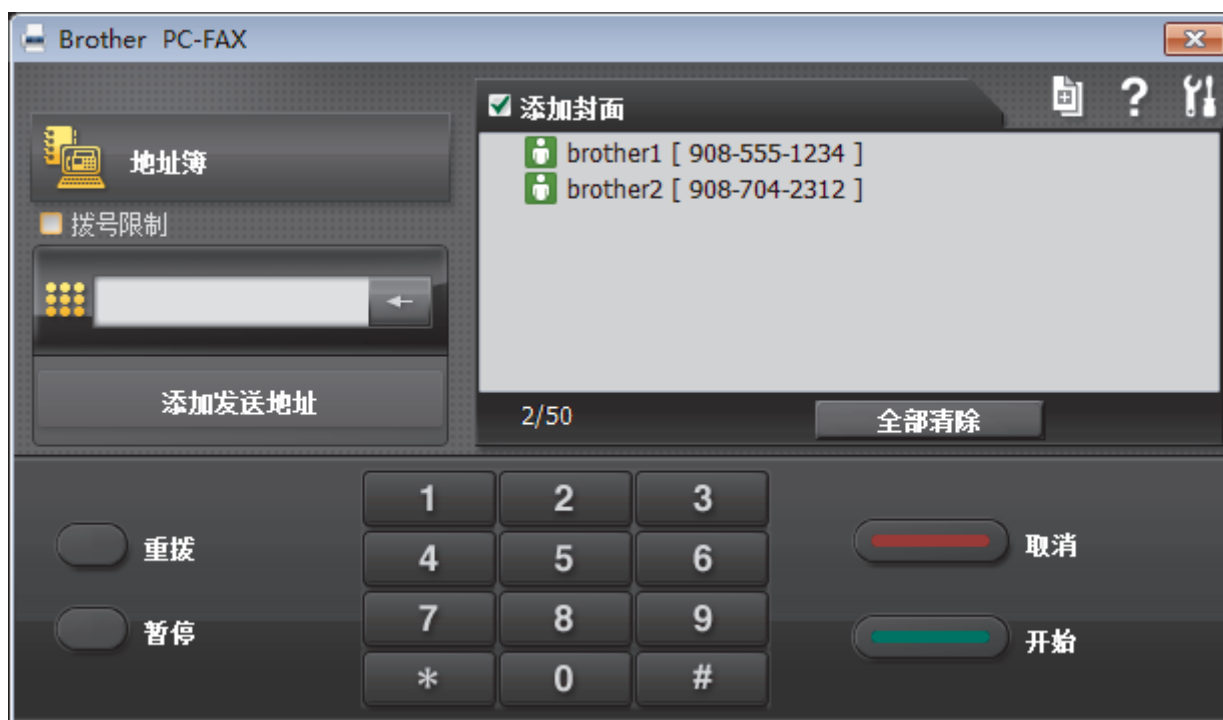 Brother PC-FAX
添加封面
?
地址簿
brother1 [ 908-555-1234 ]
brother2 [ 908-704-2312 ]
拨号限制
添加发送地址
2/50
全部清除
1 2 3
重拨
4 5 6
取消
7 8 9
暂停
开始
* 0 #